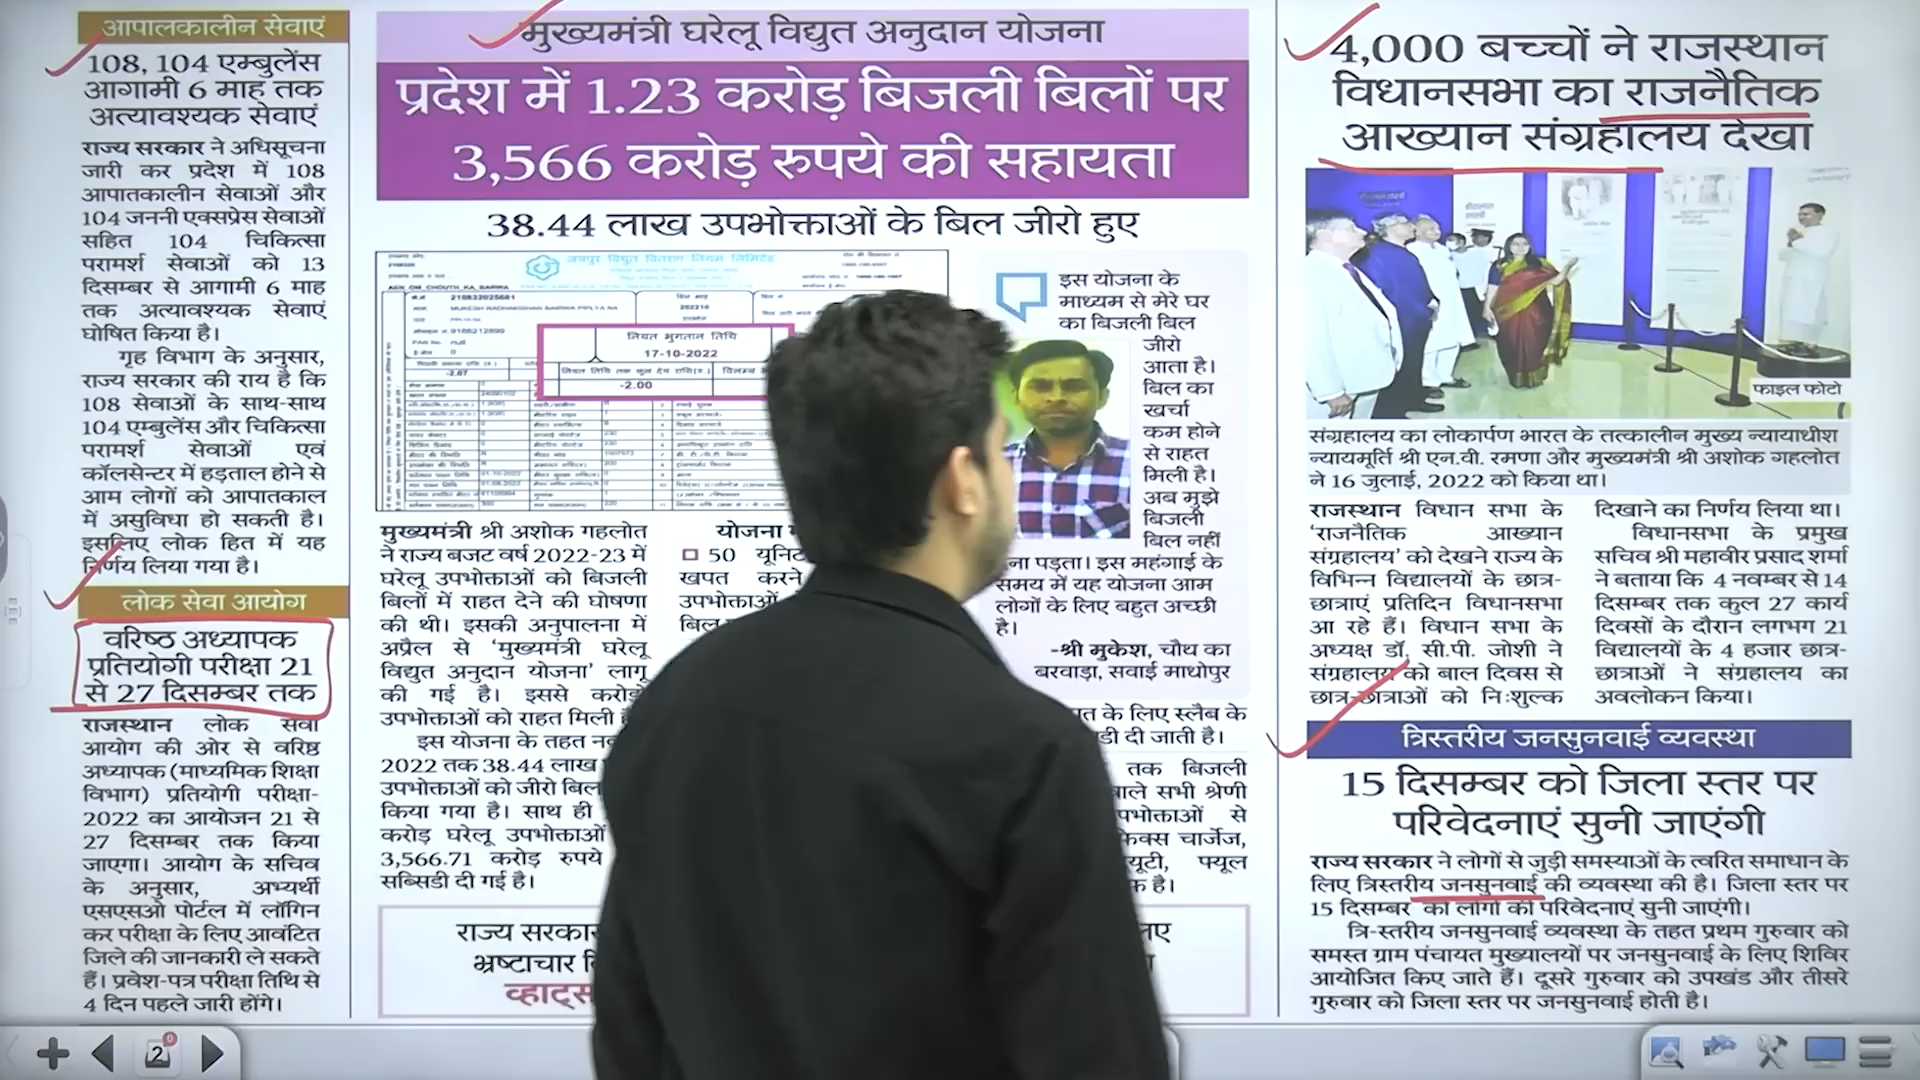 आपालकालीन सेवाएं
108, 104 एम्बुलेंस
आगामी 6 माह तक
अत्यावश्यक सेवाएं
राज्य सरकार ने अधिसूचना
जारी कर प्रदेश में 108
आपातकालीन सेवाओं और
104 जननी एक्सप्रेस सेवाओं
सहित 104 चिकित्सा
परामर्श सेवाओं को 13
दिसम्बर से आगामी 6 माह
तक अत्यावश्यक सेवाएं
घोषित किया है।
गृह विभाग के अनुसार,
राज्य सरकार की राय है कि
108 सेवाओं के साथ-साथ
104 एम्बुलेंस और चिकित्सा
परामर्श सेवाओं एवं
कॉलसेन्टर में हड़ताल होने से
आम लोगों को आपातकाल
में असुविधा हो सकती है।
इसलिए लोक हित में यह
निर्णय लिया गया है।
लोक सेवा आयोग
वरिष्ठ अध्यापक
प्रतियोगी परीक्षा 21
से 27 दिसम्बर तक
राजस्थान लोक सेवा
आयोग की ओर से वरिष्ठ
अध्यापक (माध्यमिक शिक्षा
विभाग) प्रतियोगी परीक्षा-
2022 का आयोजन 21 से
27 दिसम्बर तक किया
जाएगा। आयोग के सचिव
के अनुसार, अभ्यर्थी
एसएसओ पोर्टल में लॉगिन
कर परीक्षा के लिए आवंटित
जिले की जानकारी ले सकते
हैं। प्रवेश-पत्र परीक्षा तिथि से
4 दिन पहले जारी होंगे।
मुख्यमंत्री घरेलू विद्युत अनुदान योजना
प्रदेश में 1.23 करोड़ बिजली बिलों पर
3,566 करोड़ रुपये की सहायता
38.44 लाख उपभोक्ताओं के बिल जीरो हुए
जयपुर विद्युत वितरण निगम लिमिटेड
210832025681
202210
नियत भुगतान तिथि
17-10-2022
नियत तिथि तक कुल देय राशि(रु.)
-2.00
इस योजना के
माध्यम से मेरे घर
का बिजली बिल
जीरो
आता है।
बिल का
खर्चा
कम होने
से राहत
मिली है।
अब मुझे
बिजली
बिल नहीं
पड़ता। इस महंगाई के
समय में यह योजना आम
लोगों के लिए बहुत अच्छी
है।
-श्री मुकेश, चौथ का
बरवाड़ा, सवाई माधोपुर
मुख्यमंत्री श्री अशोक गहलोत
ने राज्य बजट वर्ष 2022-23 में
घरेलू उपभोक्ताओं को बिजली
बिलों में राहत देने की घोषणा
की थी। इसकी अनुपालना में
अप्रैल से 'मुख्यमंत्री घरेलू
विद्युत अनुदान योजना' लागू
की गई है। इससे करोड़ों
उपभोक्ताओं को राहत मिली
इस योजना के तहत
2022 तक 38.44 लाख
उपभोक्ताओं को जीरो बिल
किया गया है। साथ ही
करोड़ घरेलू उपभोक्ताओं
3,566.71 करोड़ रुपये
सब्सिडी दी गई है।
योजना
50 यूनिट
खपत करने
उपभोक्ताओं
बिल
के लिए स्लैब के
दी जाती है।
तक बिजली
सभी श्रेणी
से
चार्जेज,
फ्यूल
है।
राज्य सरकार
भ्रष्टाचार
4,000 बच्चों ने राजस्थान
विधानसभा का राजनैतिक
आख्यान संग्रहालय देखा
फाइल फोटो
संग्रहालय का लोकार्पण भारत के तत्कालीन मुख्य न्यायाधीश
न्यायमूर्ति श्री एन.वी. रमणा और मुख्यमंत्री श्री अशोक गहलोत
ने 16 जुलाई, 2022 को किया था।
राजस्थान विधान सभा के
'राजनैतिक आख्यान
संग्रहालय' को देखने राज्य के
विभिन्न विद्यालयों के छात्र-
छात्राएं प्रतिदिन विधानसभा
आ रहे हैं। विधान सभा के
अध्यक्ष डॉ. सी.पी. जोशी ने
संग्रहालय को बाल दिवस से
छात्र-छात्राओं को निःशुल्क
दिखाने का निर्णय लिया था।
विधानसभा के प्रमुख
सचिव श्री महावीर प्रसाद शर्मा
ने बताया कि 4 नवम्बर से 14
दिसम्बर तक कुल 27 कार्य
दिवसों के दौरान लगभग 21
विद्यालयों के 4 हजार छात्र-
छात्राओं ने संग्रहालय का
अवलोकन किया।
त्रिस्तरीय जनसुनवाई व्यवस्था
15 दिसम्बर को जिला स्तर पर
परिवेदनाएं सुनी जाएंगी
राज्य सरकार ने लोगों से जुड़ी समस्याओं के त्वरित समाधान के
लिए त्रिस्तरीय जनसुनवाई की व्यवस्था की है। जिला स्तर पर
15 दिसम्बर को लोगों की परिवेदनाएं सुनी जाएंगी।
त्रि-स्तरीय जनसुनवाई व्यवस्था के तहत प्रथम गुरुवार को
समस्त ग्राम पंचायत मुख्यालयों पर जनसुनवाई के लिए शिविर
आयोजित किए जाते हैं। दूसरे गुरुवार को उपखंड और तीसरे
गुरुवार को जिला स्तर पर जनसुनवाई होती है।
2